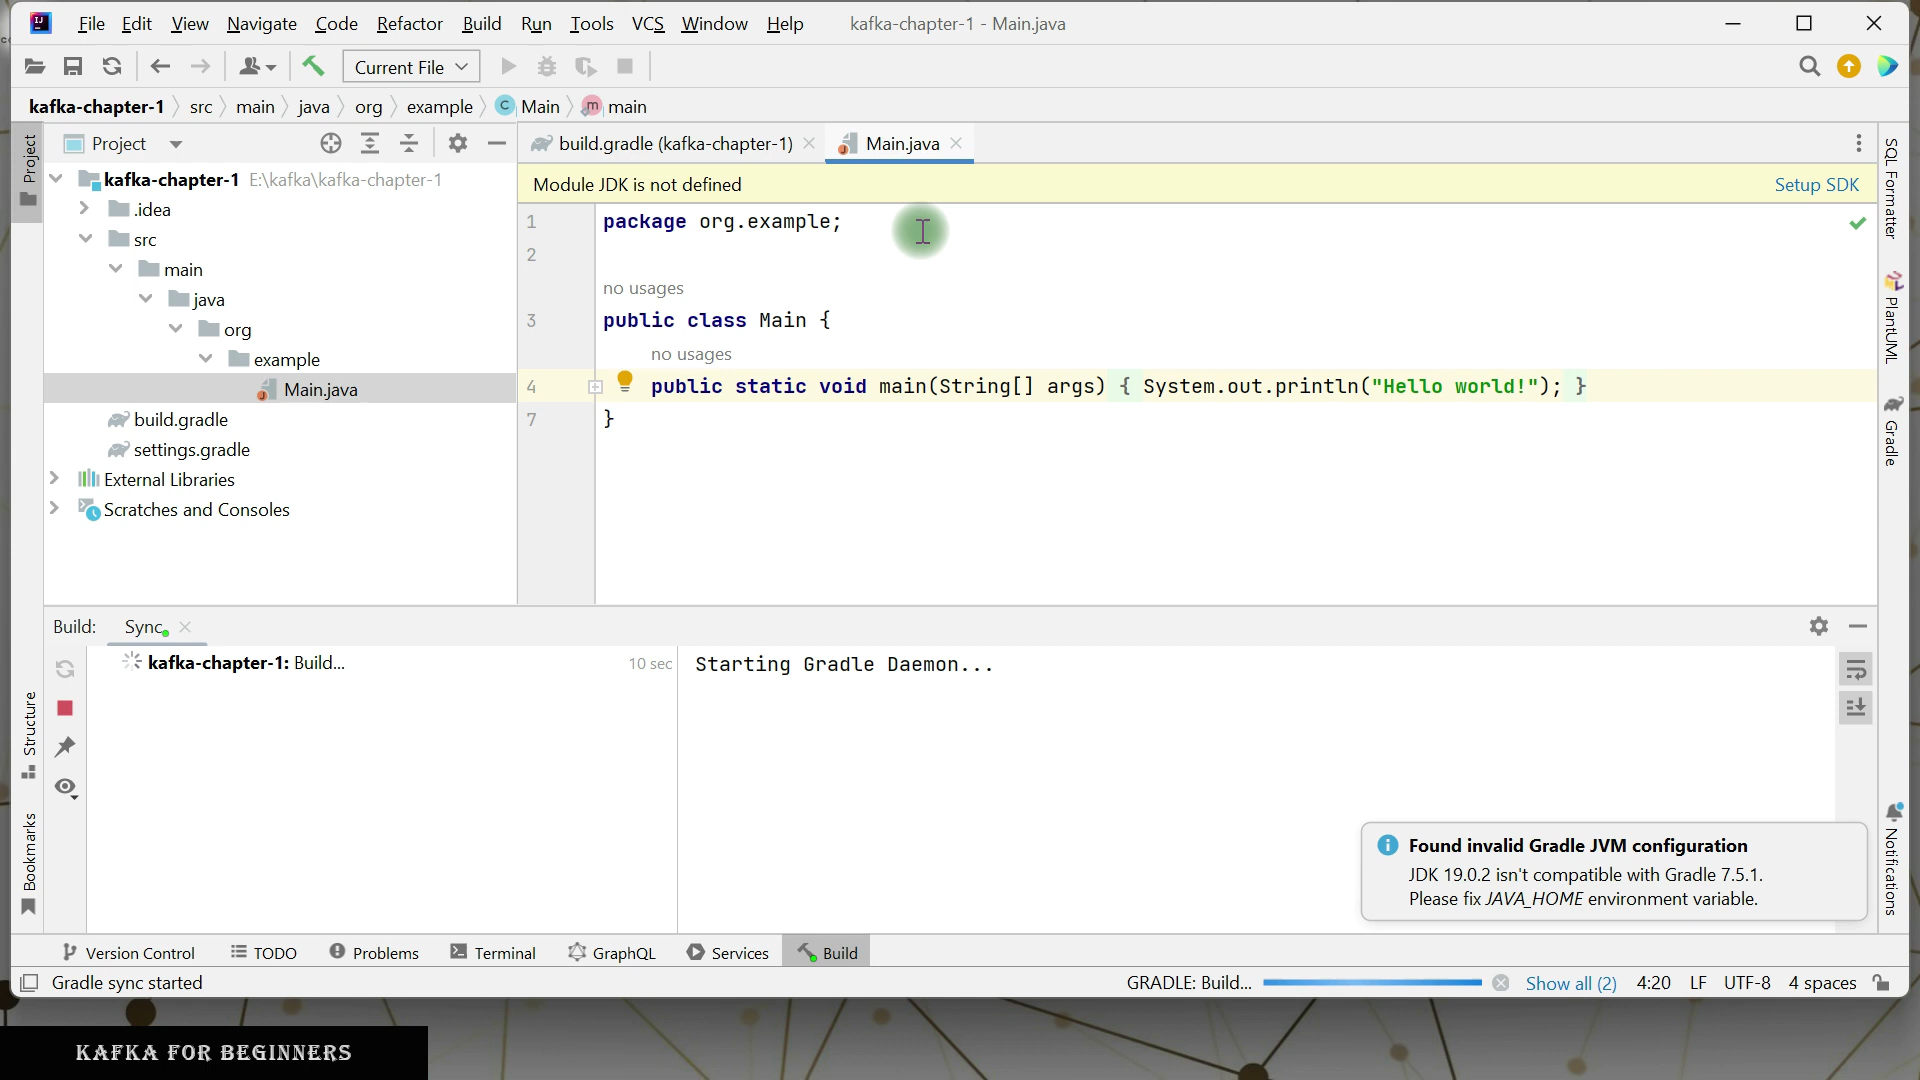 File Edit View Navigate Code Refactor Build Run Tools VCS Window Help kafka-chapter-1 - Main.java
Current File
kafka-chapter-1 src main java org example C Main m main
Project
Project
build.gradle (kafka-chapter-1)
Main.java
kafka-chapter-1 E:\kafka\kafka-chapter-1
Module JDK is not defined
Setup SDK
.idea
src
main
java
org
example
Main.java
build.gradle
settings.gradle
External Libraries
Scratches and Consoles
1 package org.example;
2
no usages
3 public class Main {
no usages
4 public static void main(String[] args) { System.out.println("Hello world!"); }
7 }
SQL Formatter
PlantUML
Gradle
Notifications
Build: Sync
kafka-chapter-1: Build... 10 sec
Starting Gradle Daemon...
Structure
Bookmarks
Found invalid Gradle JVM configuration
JDK 19.0.2 isn't compatible with Gradle 7.5.1.
Please fix JAVA_HOME environment variable.
Version Control TODO Problems Terminal GraphQL Services Build
Gradle sync started
GRADLE: Build... Show all (2) 4:20 LF UTF-8 4 spaces
KAFKA FOR BEGINNERS